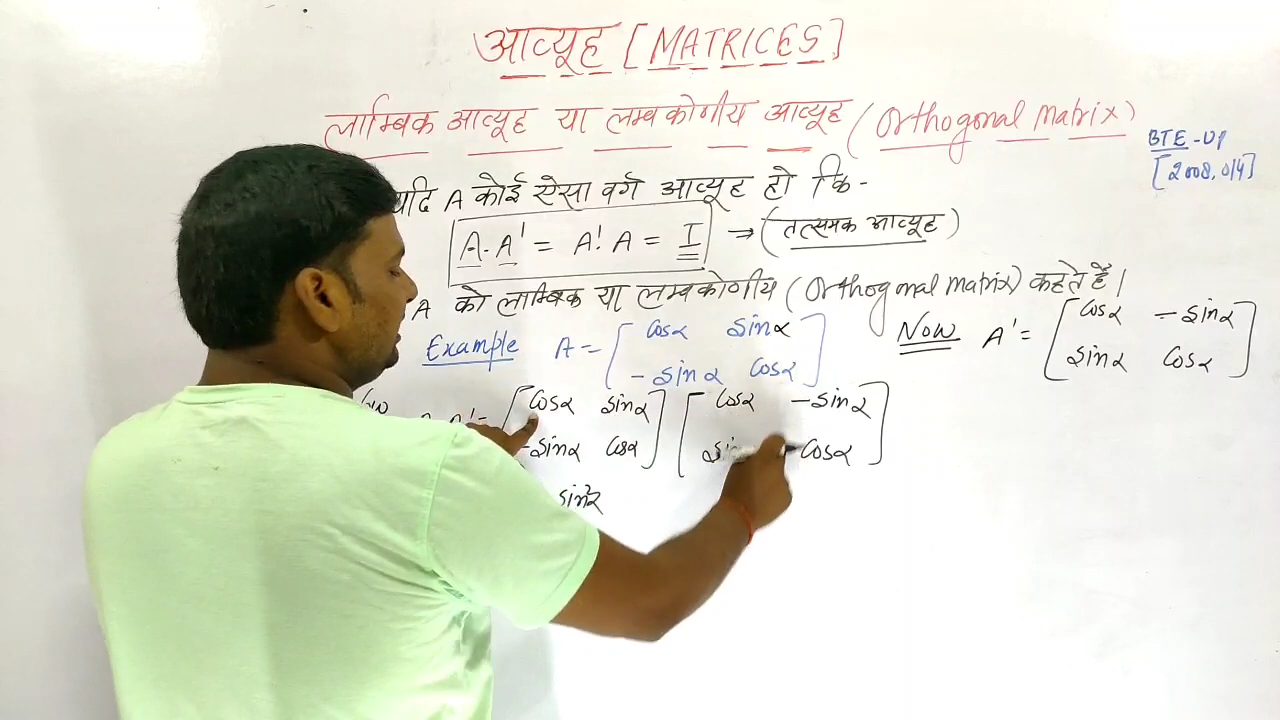 आव्यूह [MATRICES]
लाम्बिक आव्यूह या लम्बकोणीय आव्यूह (Orthogonal Matrix)
BTE-UP
[2008, 014]
यदि A कोई ऐसा वर्ग आव्यूह हो कि -
A.A' = A'.A = I → (तत्समक आव्यूह)
A को लाम्बिक या लम्बकोणीय (Orthogonal Matrix) कहते हैं।
Example A = [cosα sinα
-sinα cosα]
Now A' = [cosα -sinα
sinα cosα]
A' = [cosα sinα] [cosα -sinα]
-sinα cosα cosα
sin²α